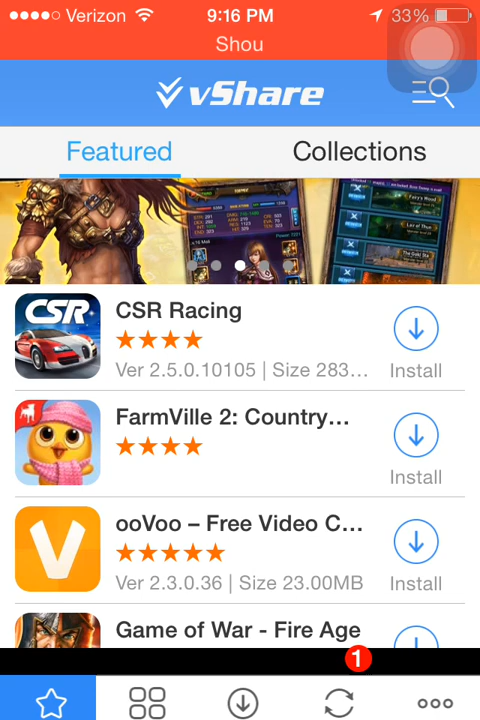 Verizon 9:16 PM 33%
Shou
vShare
Featured Collections
CSR
CSR Racing
Ver 2.5.0.10105 | Size 283...
Install
FarmVille 2: Country...
Install
ooVoo – Free Video C...
Ver 2.3.0.36 | Size 23.00MB
Install
Game of War - Fire Age
1